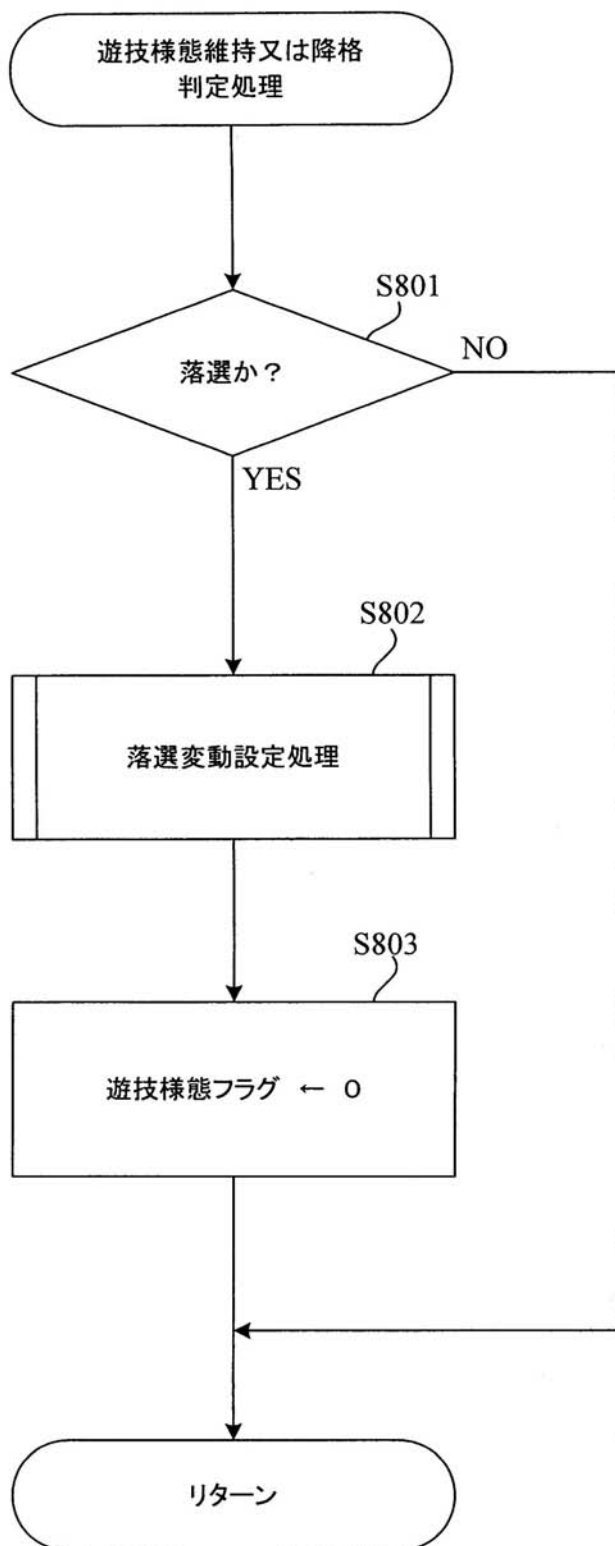 遊技様態維持又は降格
判定処理
S801
落選か？
NO
YES
S802
落選変動設定処理
S803
遊技様態フラグ ← 0
リターン